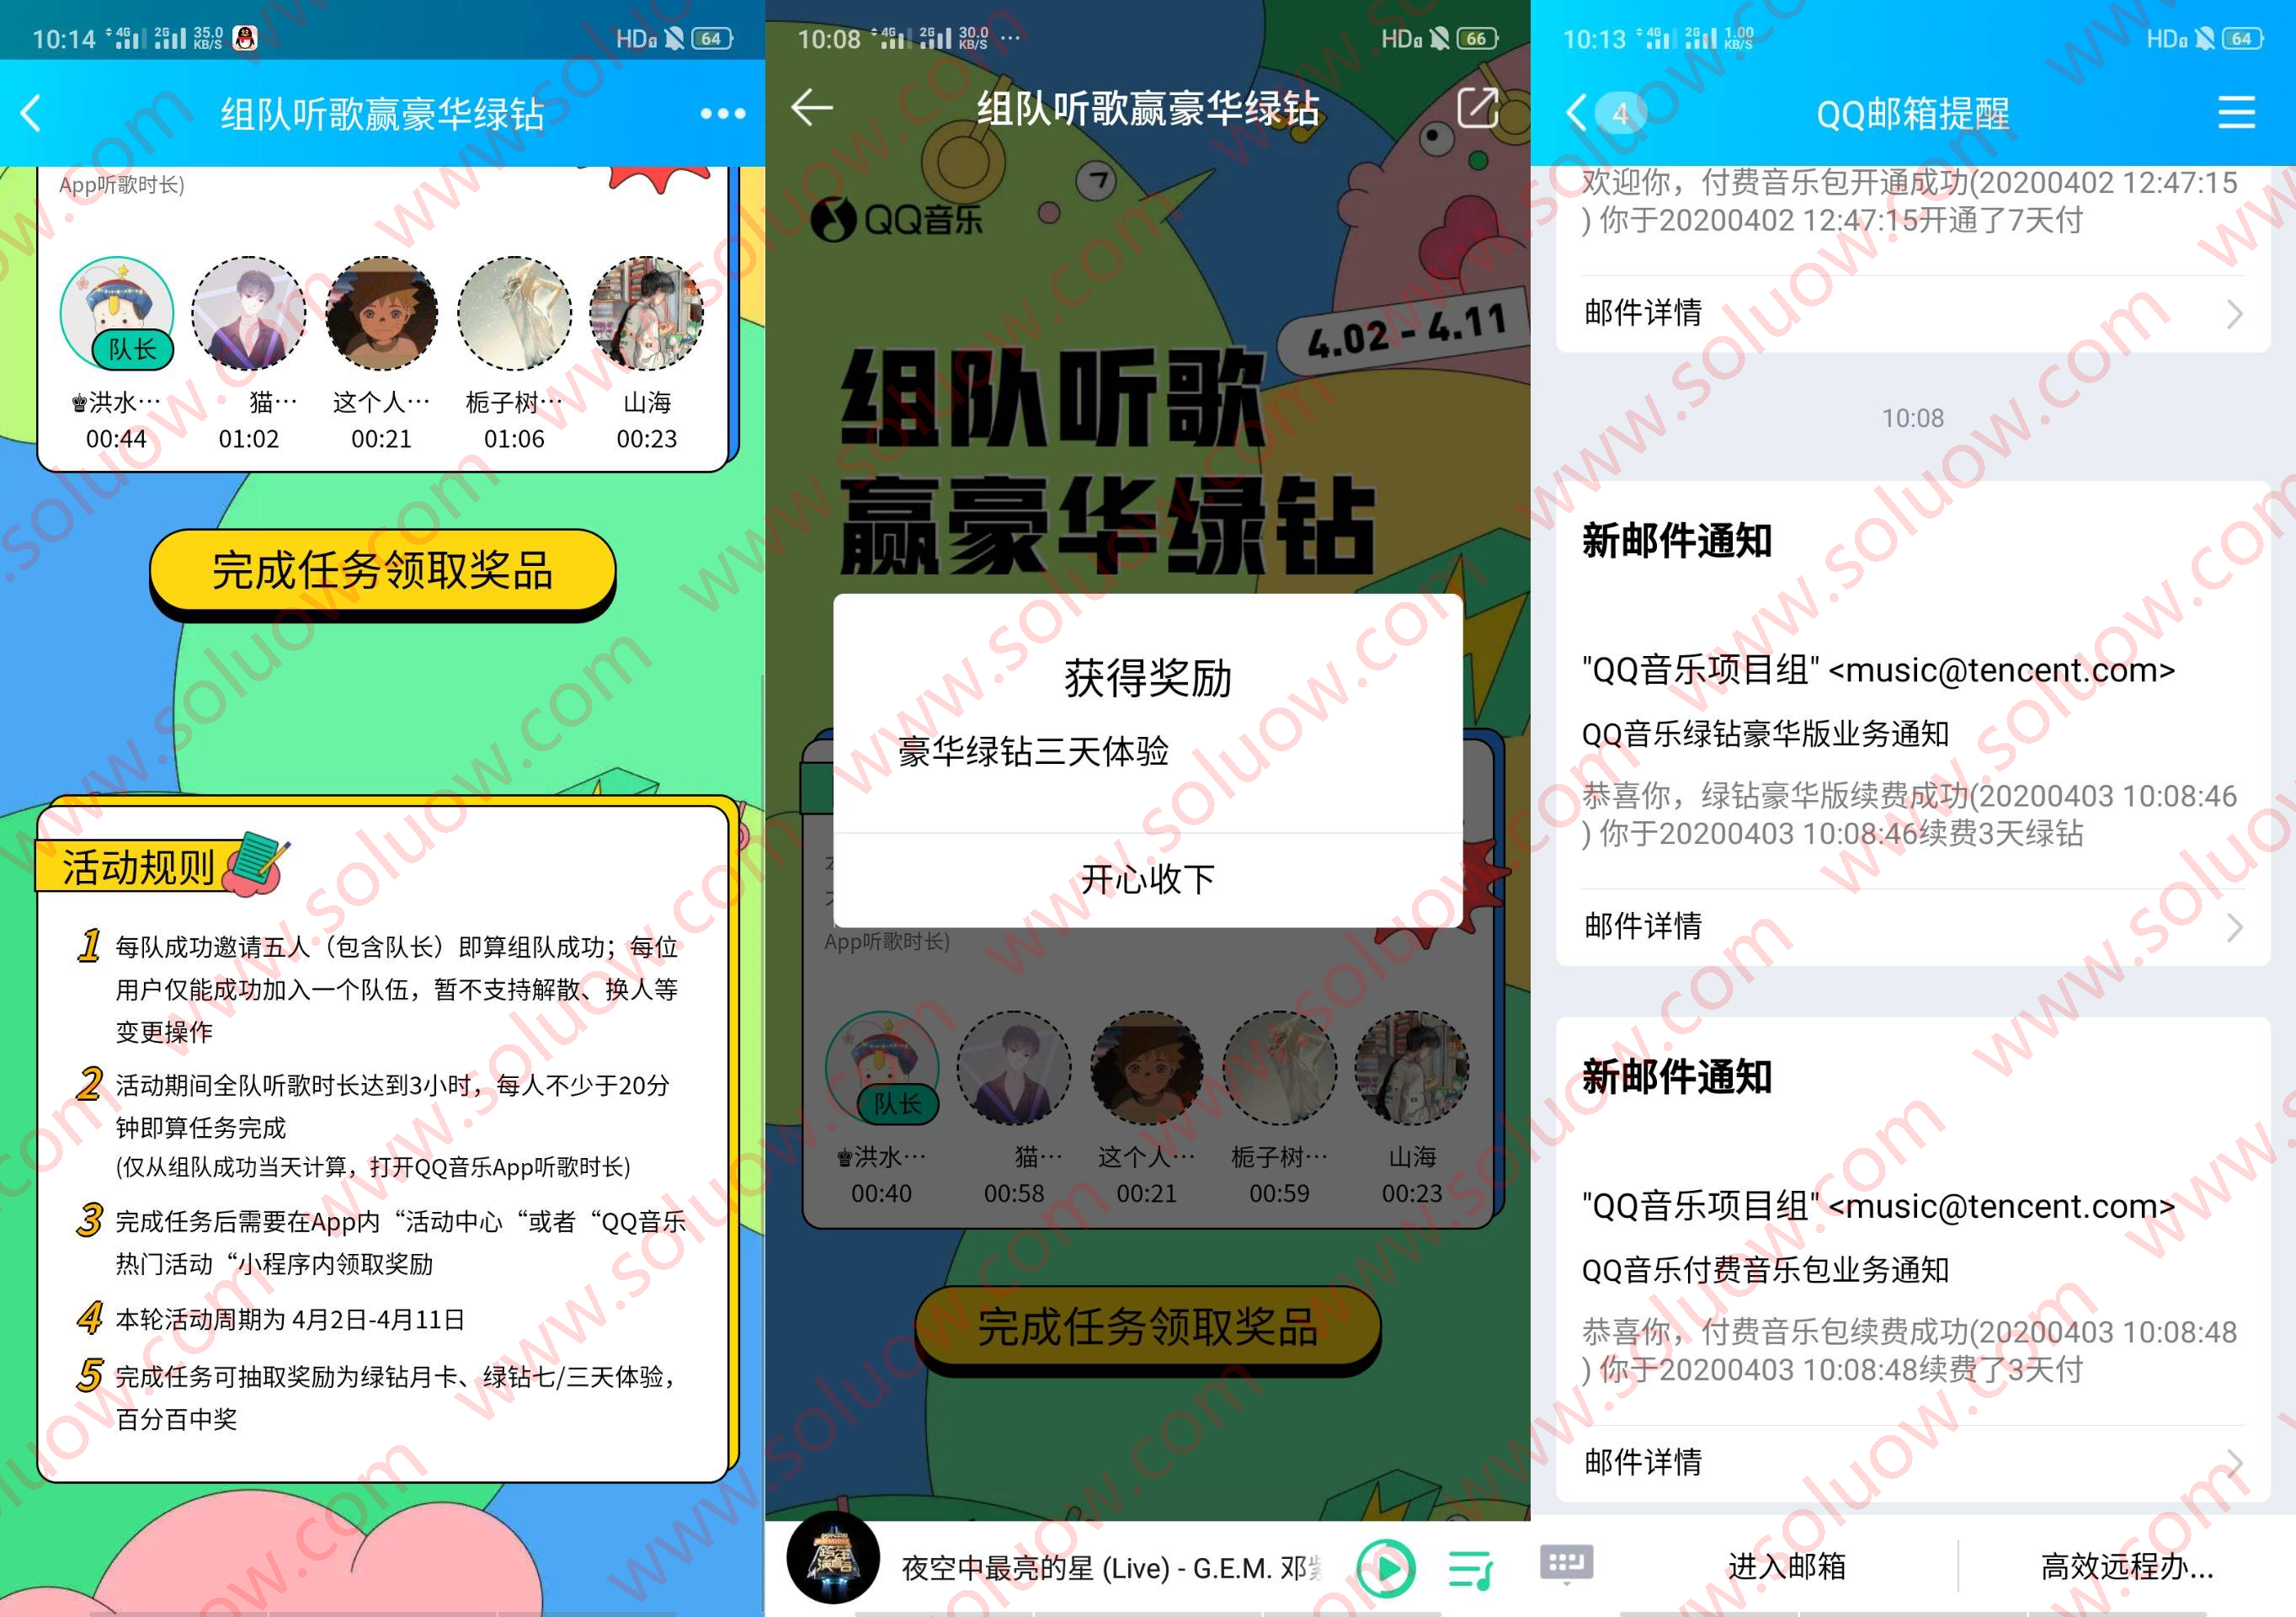 10:14 4G 2G 35.0 KB/S HD 64
组队听歌赢豪华绿钻
App听歌时长)
队长
♚洪水… 猫… 这个人… 栀子树… 山海
00:44 01:02 00:21 01:06 00:23
完成任务领取奖品
活动规则
1 每队成功邀请五人（包含队长）即算组队成功；每位
用户仅能成功加入一个队伍，暂不支持解散、换人等
变更操作
2 活动期间全队听歌时长达到3小时，每人不少于20分
钟即算任务完成
(仅从组队成功当天计算，打开QQ音乐App听歌时长)
3 完成任务后需要在App内“活动中心“或者“QQ音乐
热门活动“小程序内领取奖励
4 本轮活动周期为 4月2日-4月11日
5 完成任务可抽取奖励为绿钻月卡、绿钻七/三天体验，
百分百中奖
10:08 4G 2G 30.0 KB/S … HD 66
组队听歌赢豪华绿钻
QQ音乐
4.02 - 4.11
组队听歌
赢豪华绿钻
获得奖励
豪华绿钻三天体验
开心收下
App听歌时长)
队长
♚洪水… 猫… 这个人… 栀子树… 山海
00:40 00:58 00:21 00:59 00:23
完成任务领取奖品
夜空中最亮的星 (Live) - G.E.M. 邓
10:13 4G 2G 1.00 KB/S HD 64
4 QQ邮箱提醒
欢迎你，付费音乐包开通成功(20200402 12:47:15
) 你于20200402 12:47:15开通了7天付
邮件详情
10:08
新邮件通知
"QQ音乐项目组" <music@tencent.com>
QQ音乐绿钻豪华版业务通知
恭喜你，绿钻豪华版续费成功(20200403 10:08:46
) 你于20200403 10:08:46续费3天绿钻
邮件详情
新邮件通知
"QQ音乐项目组" <music@tencent.com>
QQ音乐付费音乐包业务通知
恭喜你，付费音乐包续费成功(20200403 10:08:48
) 你于20200403 10:08:48续费了3天付
邮件详情
进入邮箱 高效远程办...
www.soluow.com